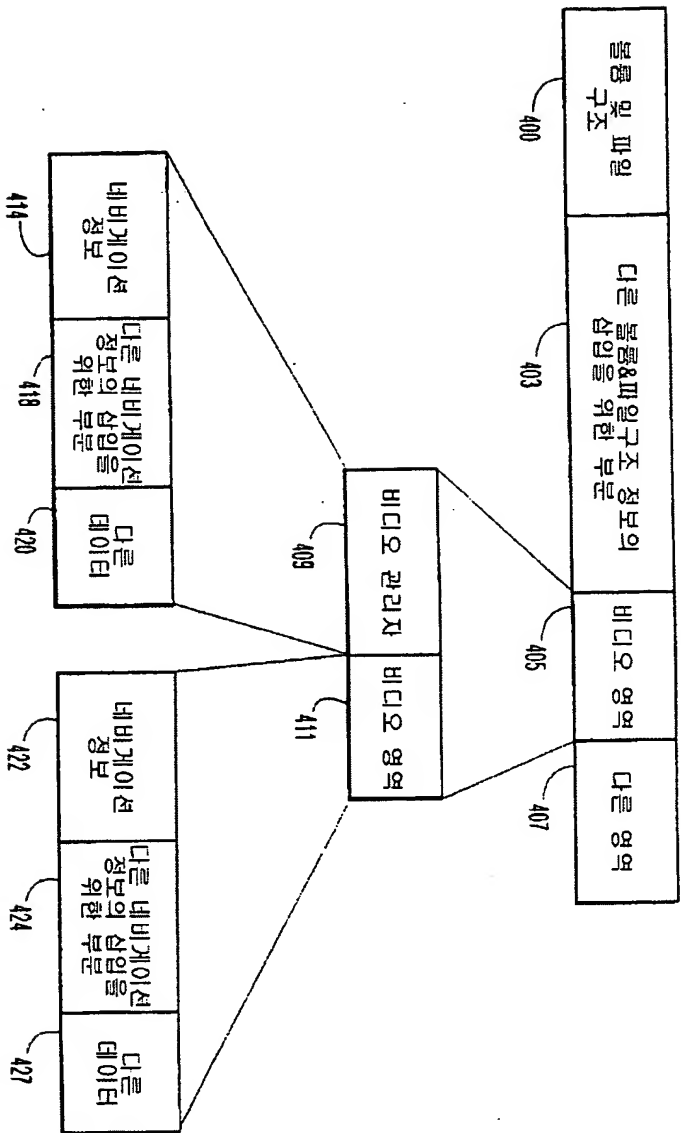 볼륨 및 파일
구조
400
다른 볼륨&파일구조 정보의
삽입을 위한 부분
403
비디오 영역
405
다른 영역
407
비디오 관리자
409
비디오 영역
411
네비게이션
정보
414
다른 네비게이션
정보의 삽입을
위한 부분
418
다른
데이터
420
네비게이션
정보
422
다른 네비게이션
정보의 삽입을
위한 부분
424
다른
데이터
427